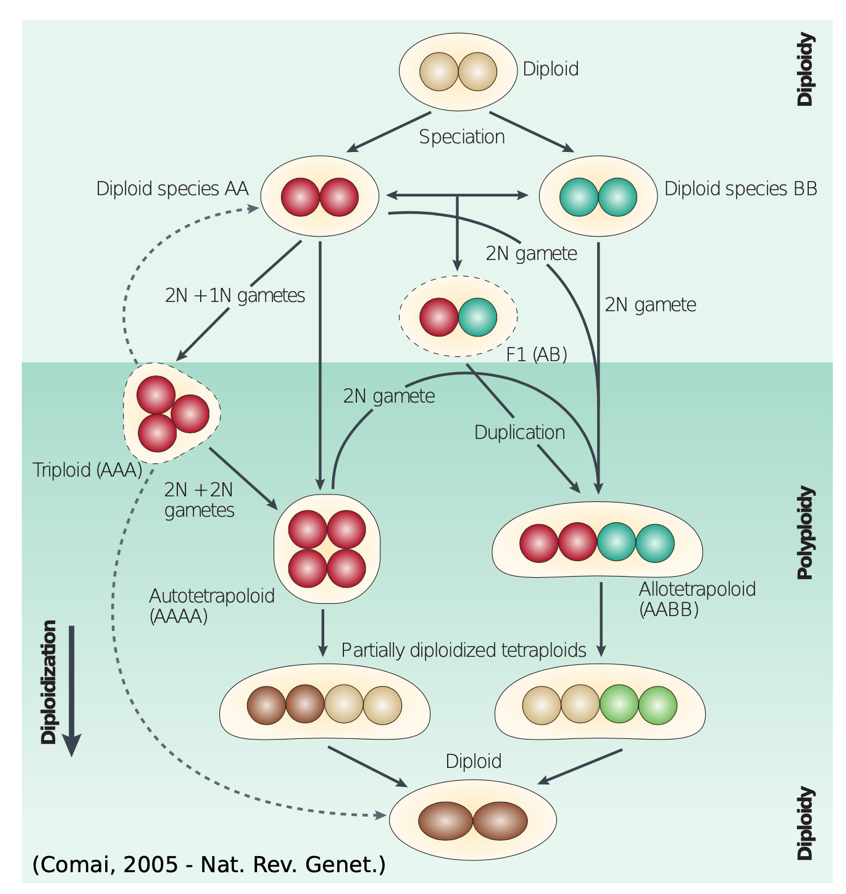 Diploidy
Diploid
Speciation
Diploid species AA
Diploid species BB
2N gamete
2N +1N gametes
2N gamete
F1 (AB)
2N gamete
Duplication
Triploid (AAA)
2N +2N
gametes
Polyploidy
Autotetrapoloid
(AAAA)
Allotetrapoloid
(AABB)
Diploidization
Partially diploidized tetraploids
Diploid
Diploidy
(Comai, 2005 - Nat. Rev. Genet.)